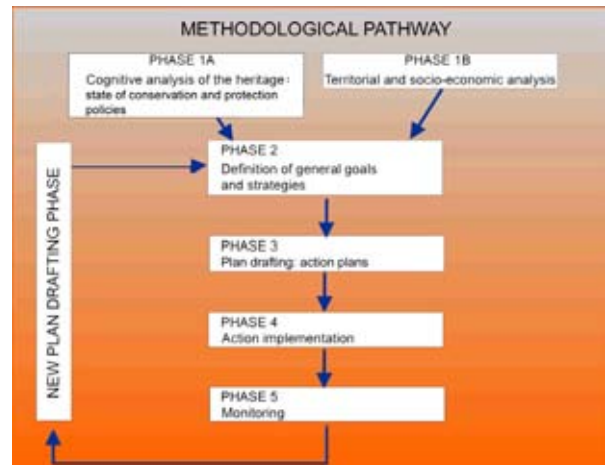 METHODOLOGICAL PATHWAY
PHASE 1A
Cognitive analysis of the heritage:
state of conservation and protection
policies
PHASE 1B
Territorial and socio-economic analysis
PHASE 2
Definition of general goals
and strategies
PHASE 3
Plan drafting: action plans
PHASE 4
Action implementation
PHASE 5
Monitoring
NEW PLAN DRAFTING PHASE